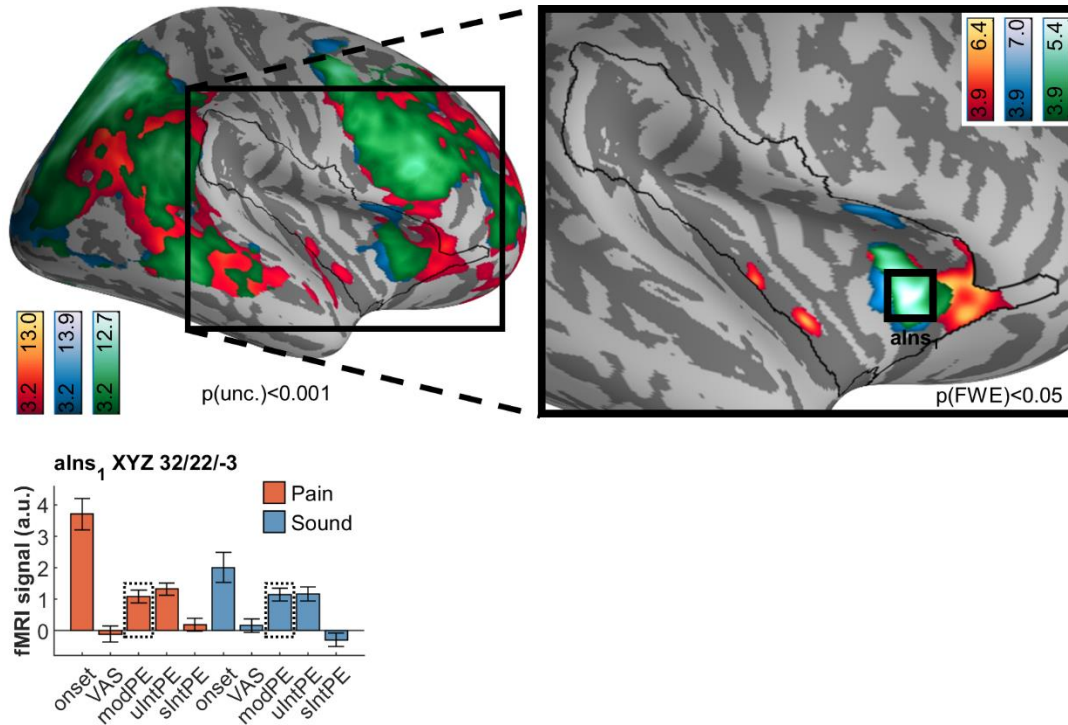 3.2 13.0
3.2 13.9
3.2 12.7
p(unc.)<0.001
3.9 6.4
3.9 7.0
3.9 5.4
aIns1
p(FWE)<0.05
aIns1 XYZ 32/22/-3
Pain
Sound
fMRI signal (a.u.)
4
3
2
1
0
onset
VAS
modPE
uIntPE
sIntPE
onset
VAS
modPE
uIntPE
sIntPE